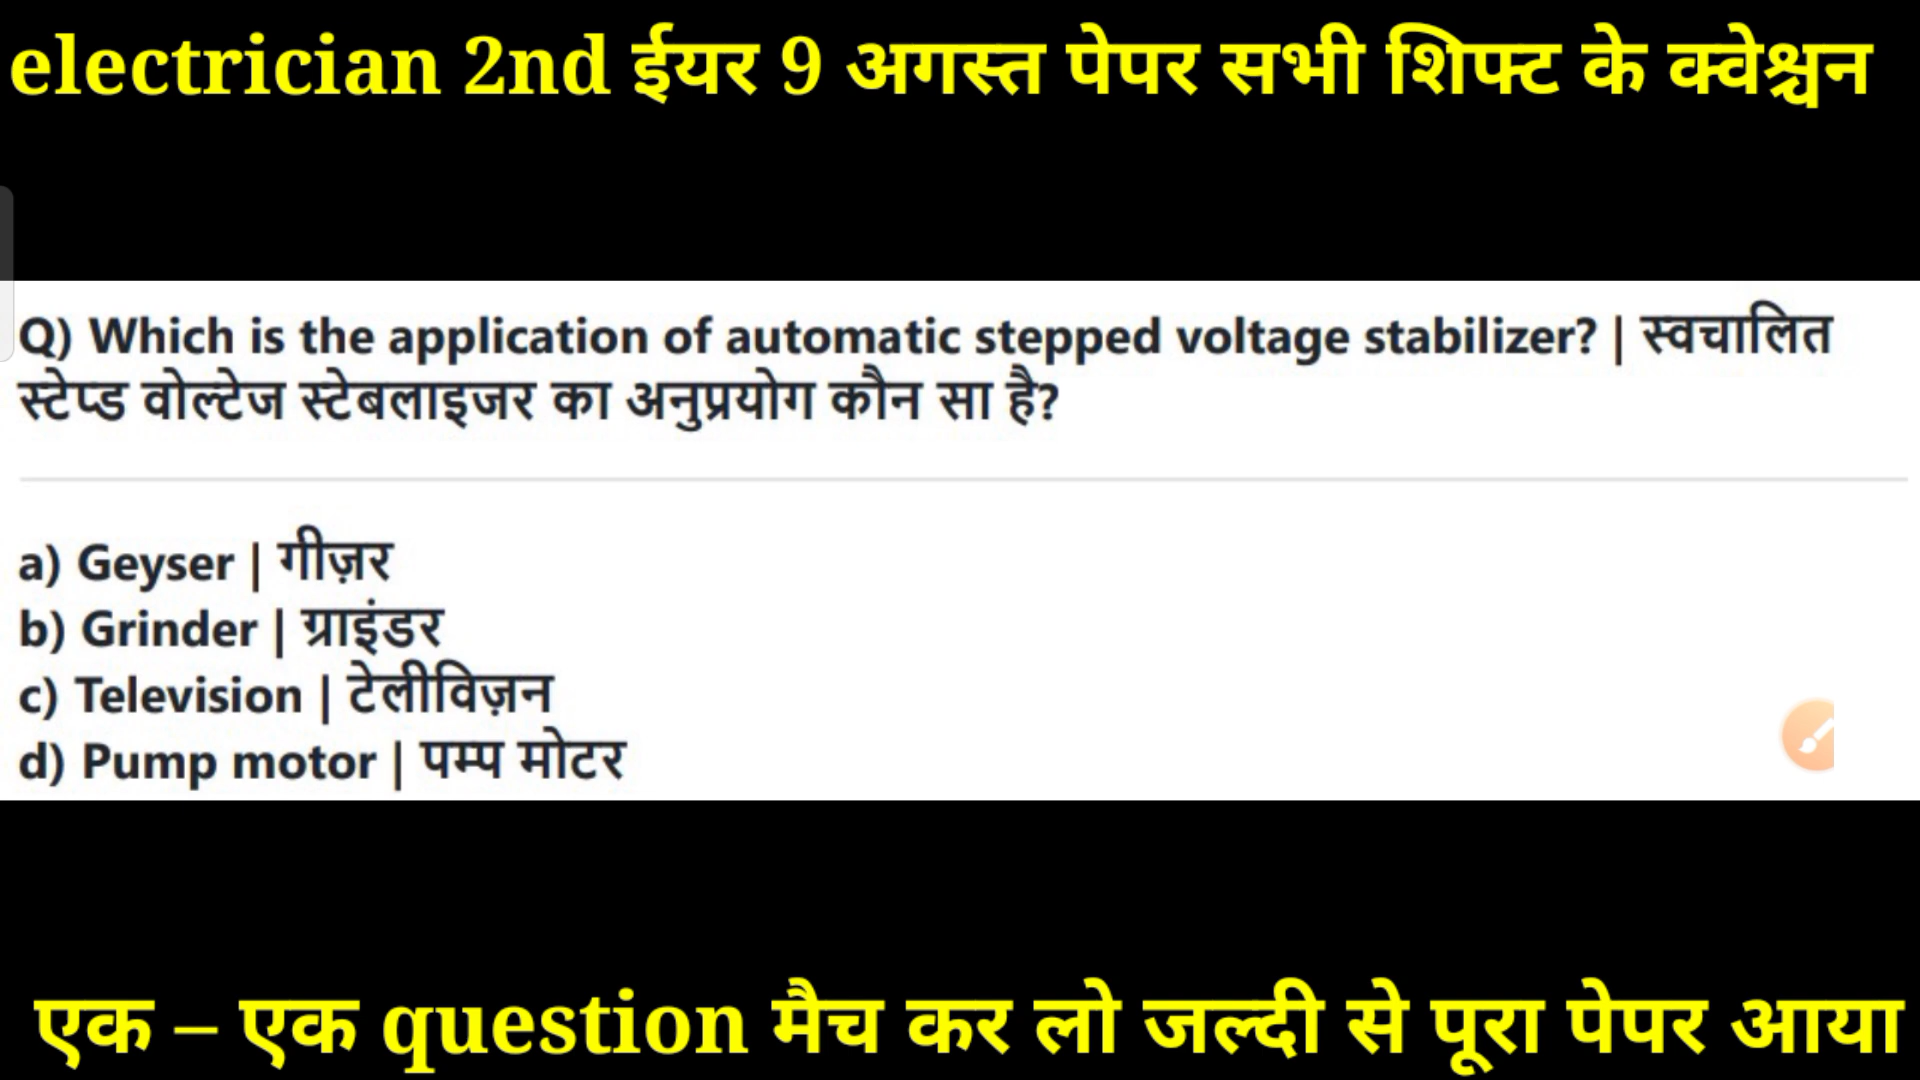 electrician 2nd ईयर 9 अगस्त पेपर सभी शिफ्ट के क्वेश्चन
Q) Which is the application of automatic stepped voltage stabilizer? | स्वचालित
स्टेप्ड वोल्टेज स्टेबलाइजर का अनुप्रयोग कौन सा है?
a) Geyser | गीज़र
b) Grinder | ग्राइंडर
c) Television | टेलीविज़न
d) Pump motor | पम्प मोटर
एक – एक question मैच कर लो जल्दी से पूरा पेपर आया